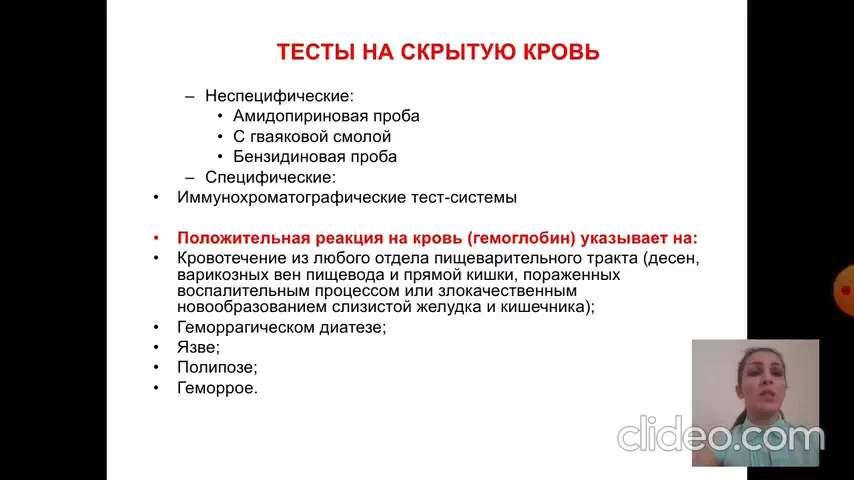 ТЕСТЫ НА СКРЫТУЮ КРОВЬ
– Неспецифические:
• Амидопириновая проба
• С гваяковой смолой
• Бензидиновая проба
– Специфические:
• Иммунохроматографические тест-системы
• Положительная реакция на кровь (гемоглобин) указывает на:
• Кровотечение из любого отдела пищеварительного тракта (десен,
варикозных вен пищевода и прямой кишки, пораженных
воспалительным процессом или злокачественным
новообразованием слизистой желудка и кишечника);
• Геморрагическом диатезе;
• Язве;
• Полипозе;
• Геморрое.
clideo.com